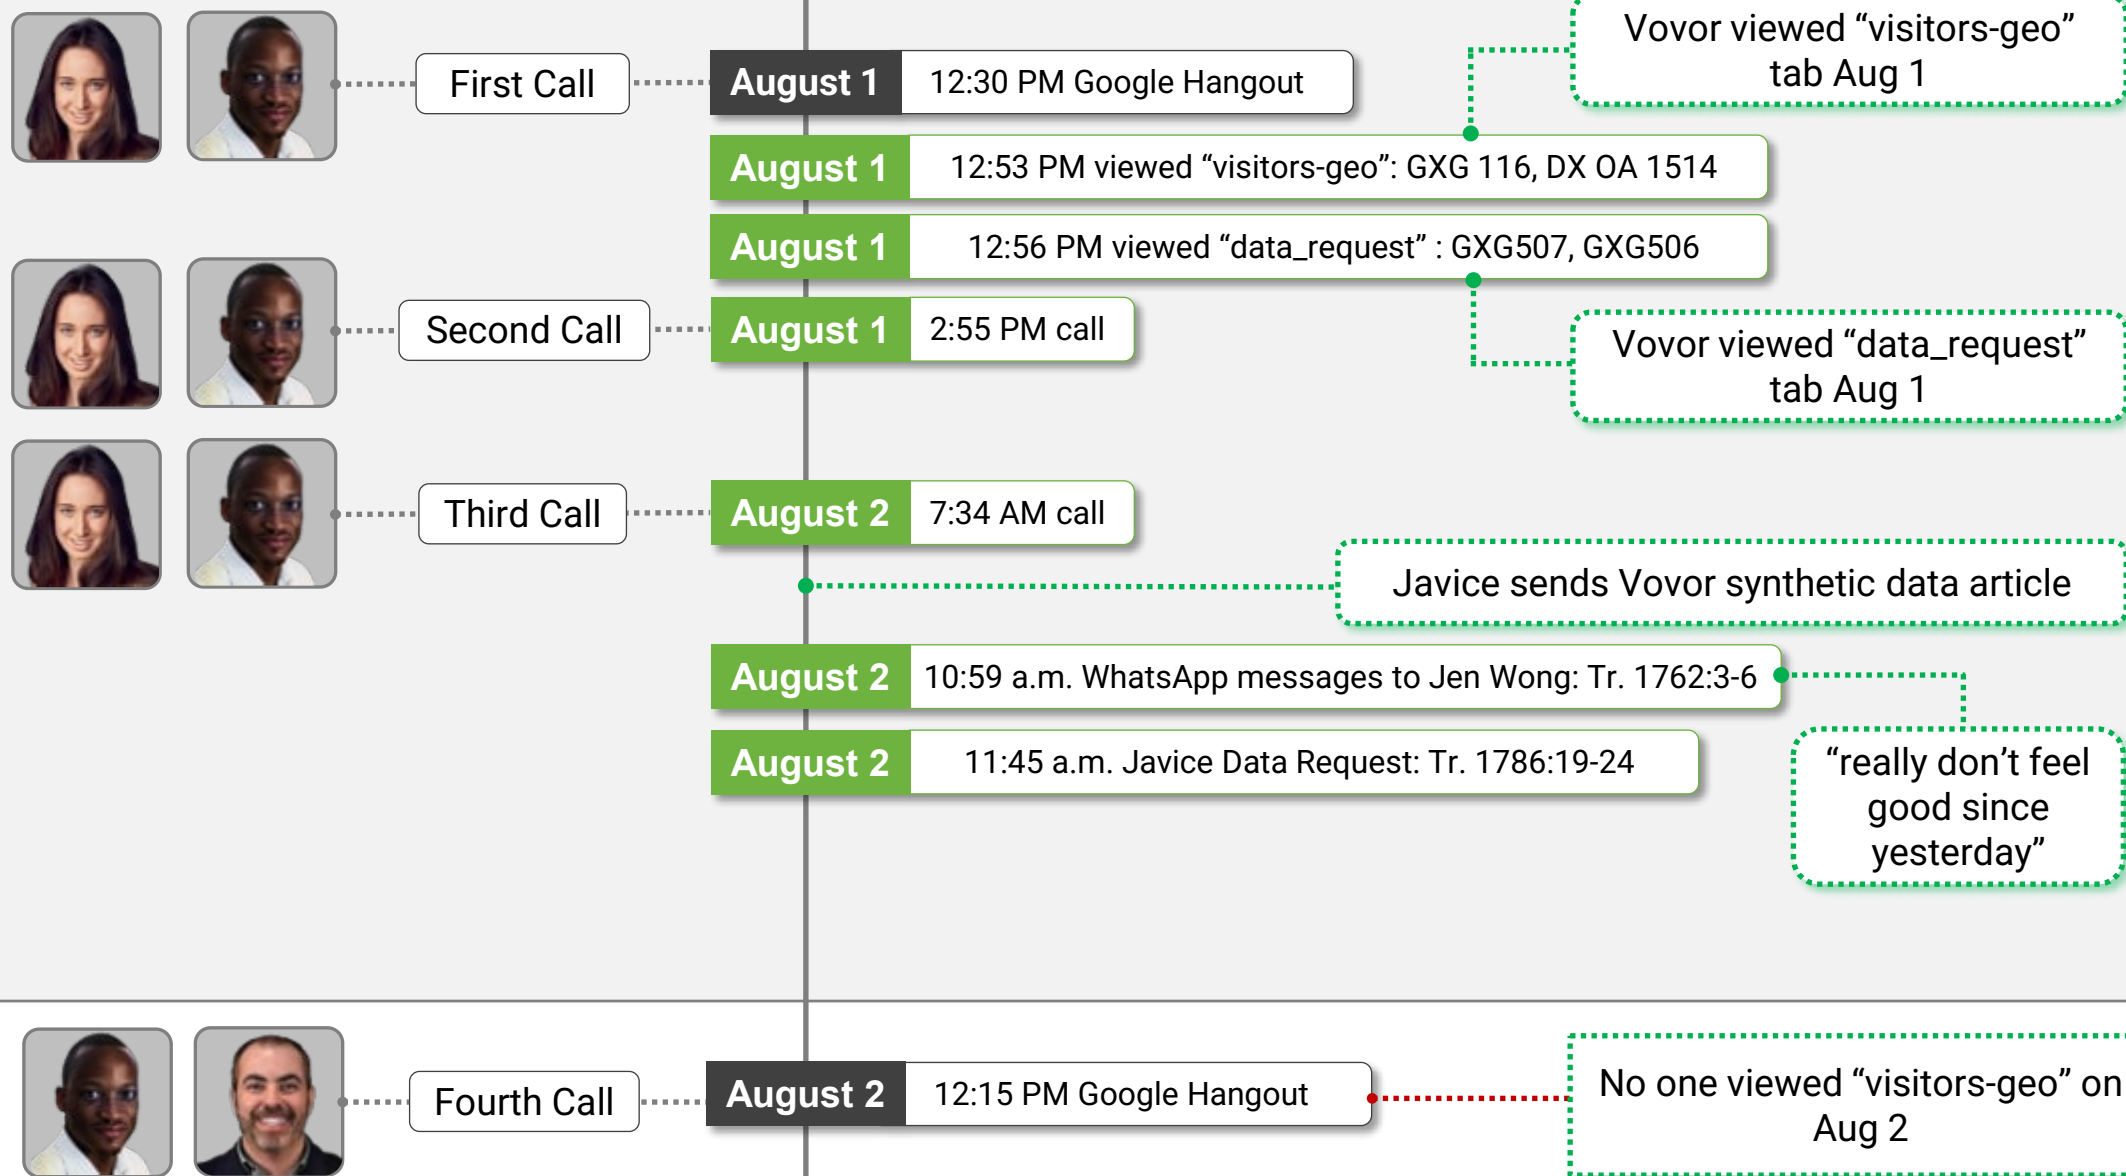 Vovor viewed “visitors-geo”
tab Aug 1
First Call
August 1
12:30 PM Google Hangout
August 1
12:53 PM viewed “visitors-geo”: GXG 116, DX OA 1514
August 1
12:56 PM viewed “data_request” : GXG507, GXG506
Second Call
August 1
2:55 PM call
Vovor viewed “data_request”
tab Aug 1
Third Call
August 2
7:34 AM call
Javice sends Vovor synthetic data article
August 2
10:59 a.m. WhatsApp messages to Jen Wong: Tr. 1762:3-6
August 2
11:45 a.m. Javice Data Request: Tr. 1786:19-24
“really don’t feel
good since
yesterday”
Fourth Call
August 2
12:15 PM Google Hangout
No one viewed “visitors-geo” on
Aug 2